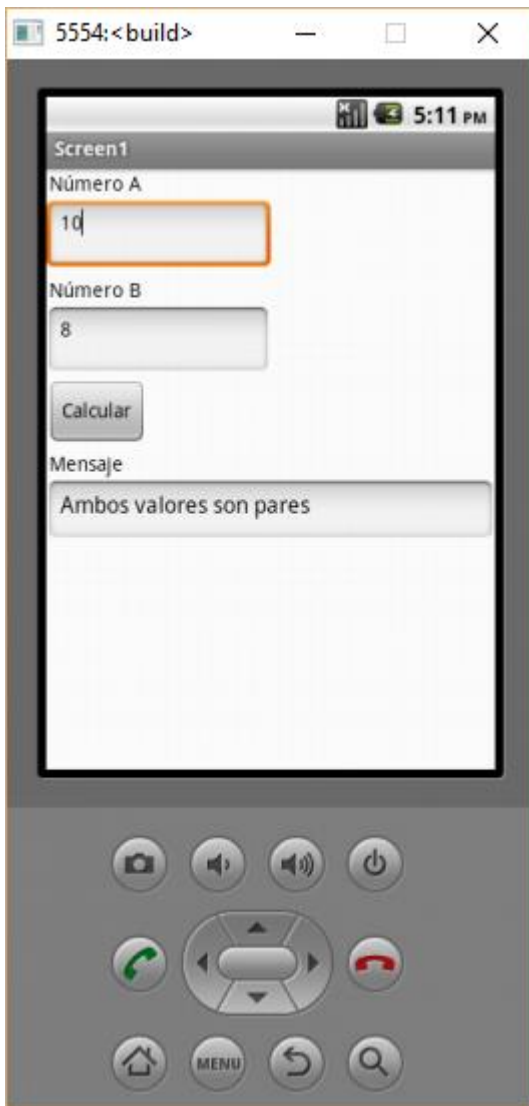 5554:<build>
5:11 PM
Screen1
Número A
10
Número B
8
Calcular
Mensaje
Ambos valores son pares
MENU